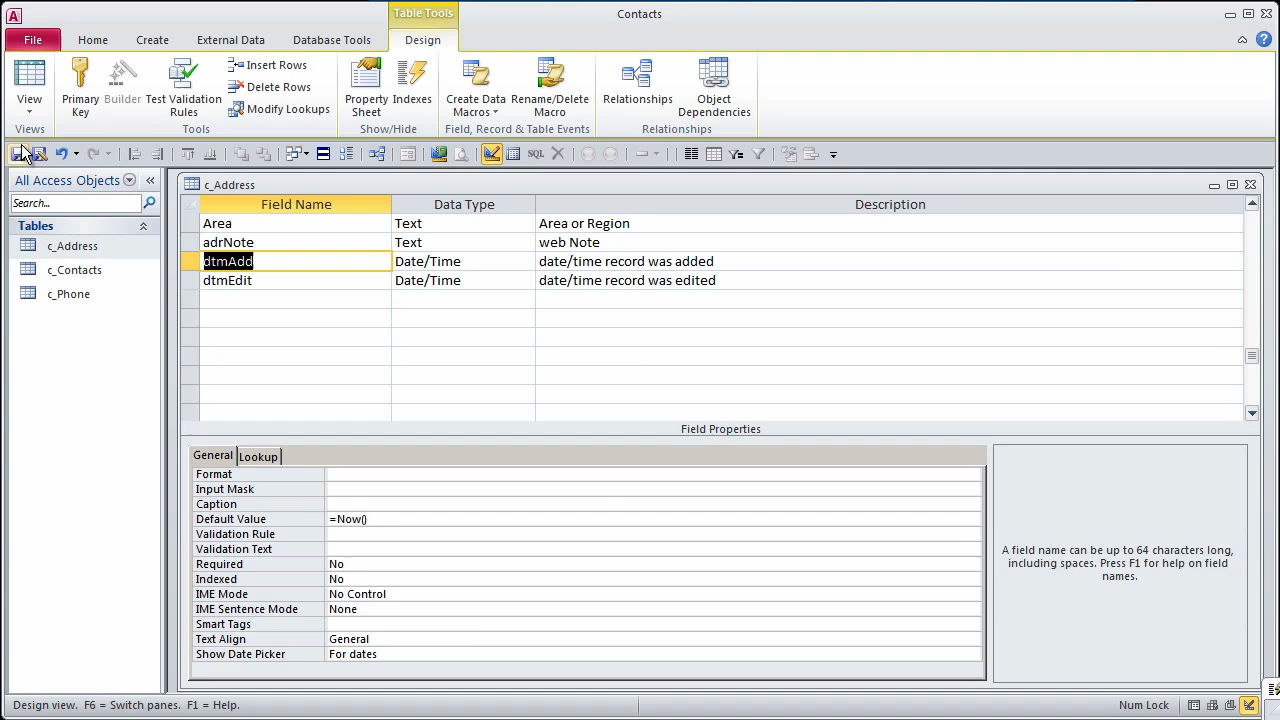 Table Tools
Contacts
File
Home
Create
External Data
Database Tools
Design
View
Primary Key
Builder
Test Validation Rules
Insert Rows
Delete Rows
Modify Lookups
Property Sheet
Indexes
Create Data Macros
Rename/Delete Macro
Relationships
Object Dependencies
Views
Tools
Show/Hide
Field, Record & Table Events
Relationships
SQL
All Access Objects
Search...
Tables
c_Address
c_Contacts
c_Phone
c_Address
Field Name Data Type Description
Area Text Area or Region
adrNote Text web Note
dtmAdd Date/Time date/time record was added
dtmEdit Date/Time date/time record was edited
Field Properties
General Lookup
Format
Input Mask
Caption
Default Value =Now()
Validation Rule
Validation Text
Required No
Indexed No
IME Mode No Control
IME Sentence Mode None
Smart Tags
Text Align General
Show Date Picker For dates
A field name can be up to 64 characters long,
including spaces. Press F1 for help on field
names.
Design view. F6 = Switch panes. F1 = Help.
Num Lock